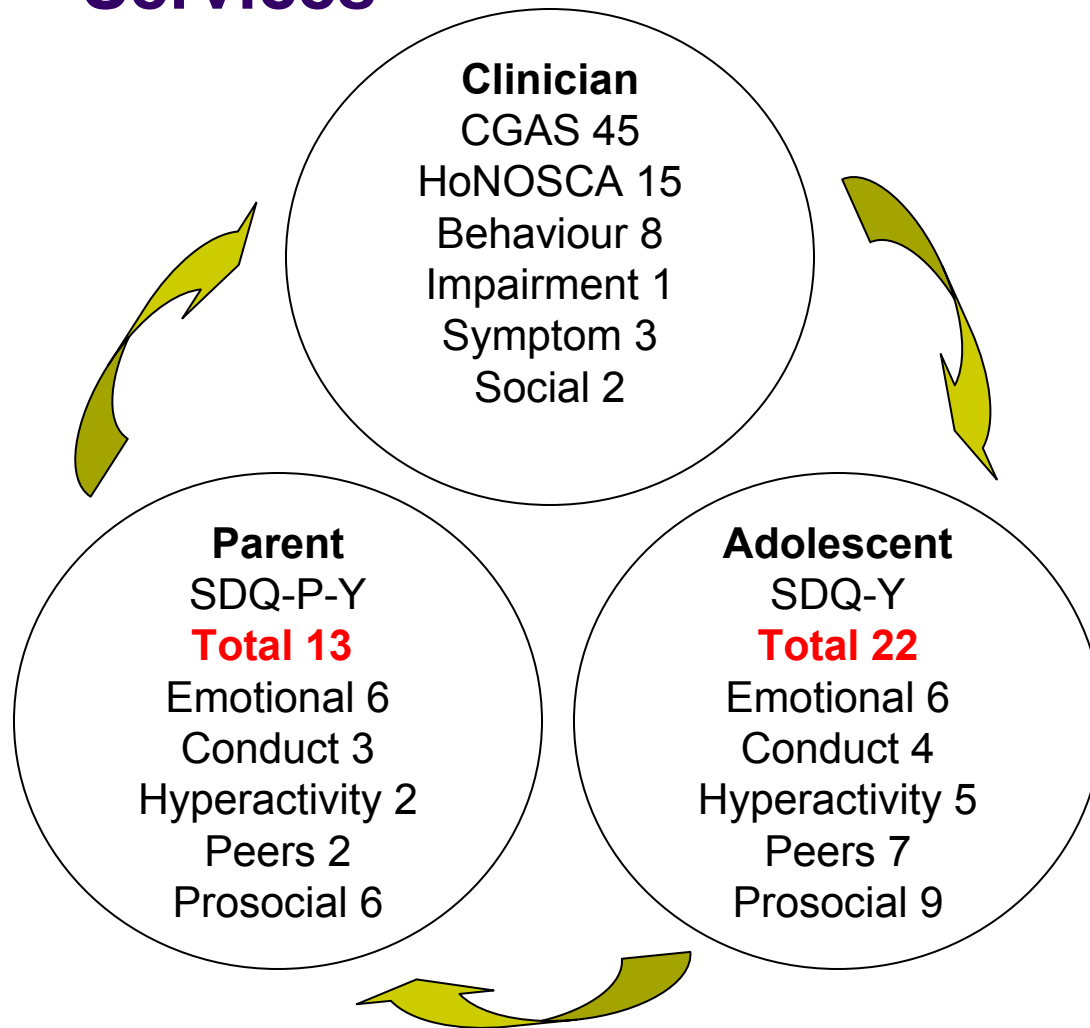 Services
Clinician
CGAS 45
HoNOSCA 15
Behaviour 8
Impairment 1
Symptom 3
Social 2
Parent
SDQ-P-Y
Total 13
Emotional 6
Conduct 3
Hyperactivity 2
Peers 2
Prosocial 6
Adolescent
SDQ-Y
Total 22
Emotional 6
Conduct 4
Hyperactivity 5
Peers 7
Prosocial 9